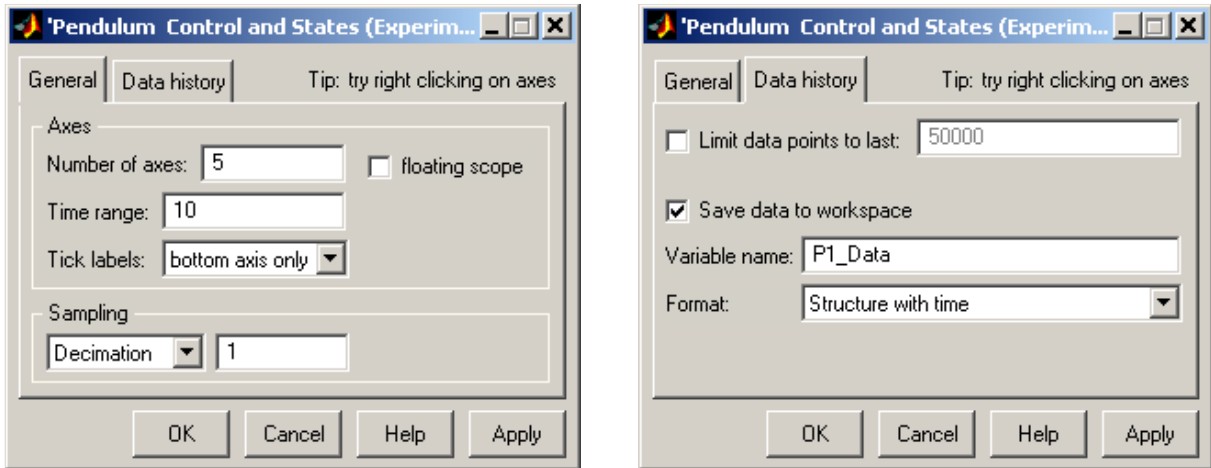 'Pendulum Control and States (Experim...
General Data history Tip: try right clicking on axes
Axes
Number of axes: 5 floating scope
Time range: 10
Tick labels: bottom axis only
Sampling
Decimation 1
OK Cancel Help Apply
'Pendulum Control and States (Experim...
General Data history Tip: try right clicking on axes
Limit data points to last: 50000
Save data to workspace
Variable name: P1_Data
Format: Structure with time
OK Cancel Help Apply